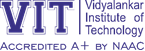 VIT
Vidyalankar
Institute of
Technology
Accredited A+ by NAAC